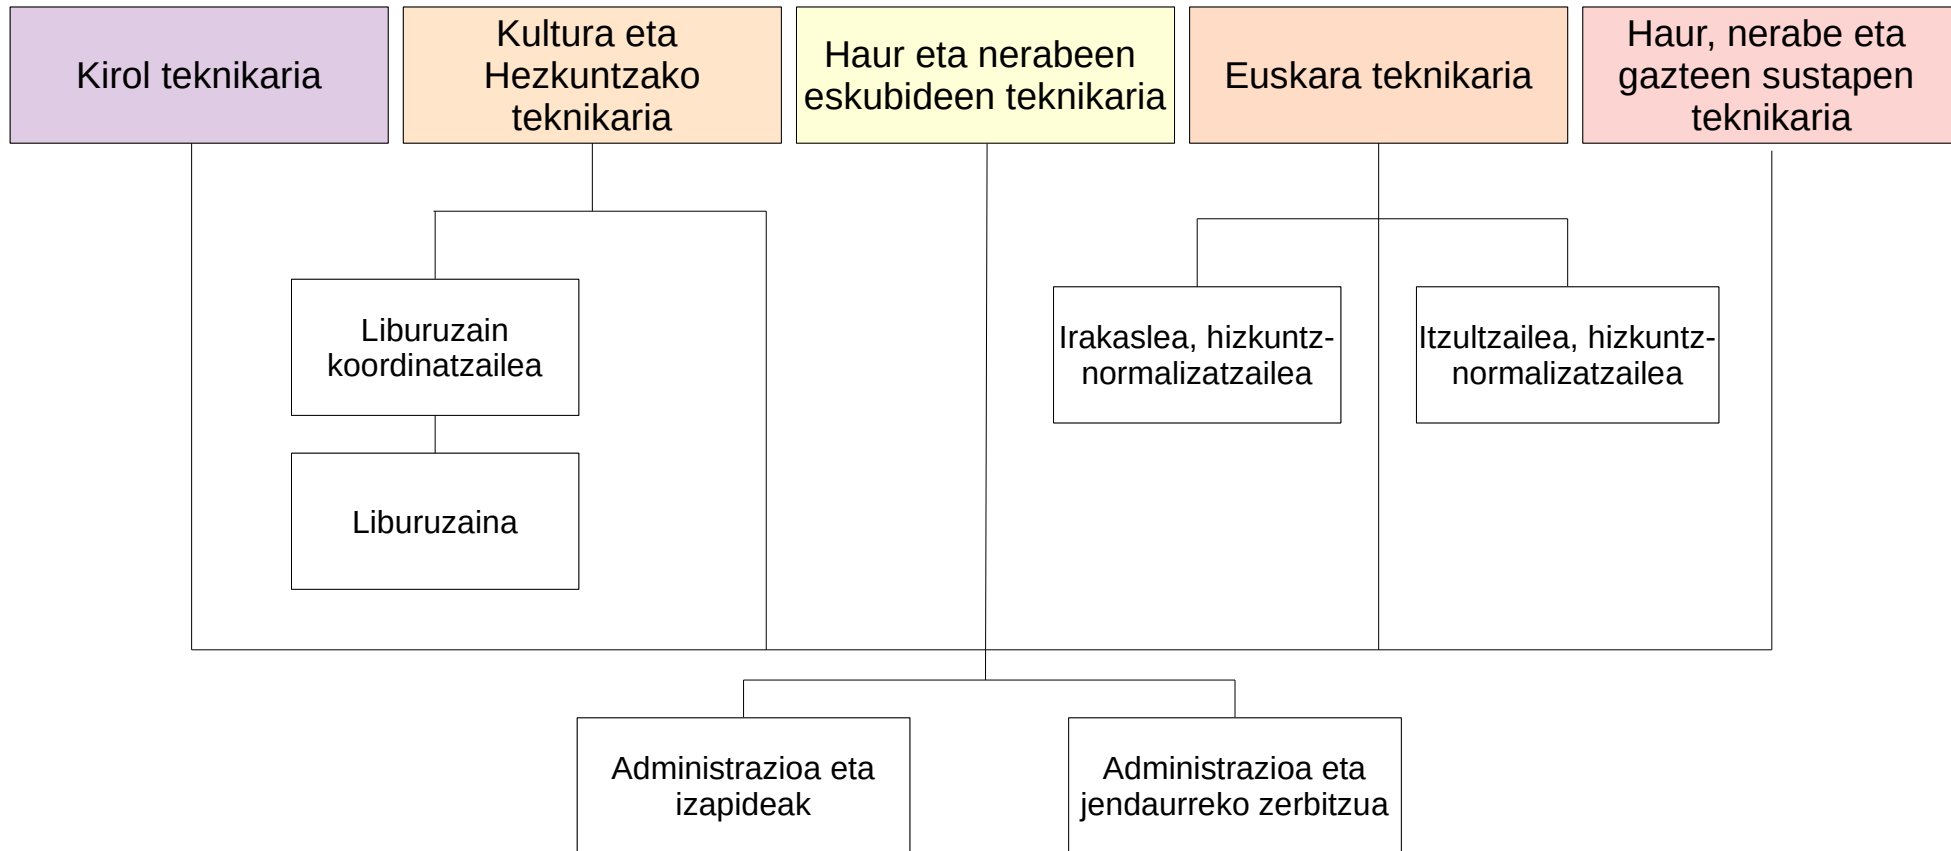 Kirol teknikaria
Kultura eta
Hezkuntzako
teknikaria
Haur eta nerabeen
eskubideen teknikaria
Euskara teknikaria
Haur, nerabe eta
gazteen sustapen
teknikaria
Liburuzain
koordinatzailea
Irakaslea, hizkuntz-
normalizatzailea
Itzultzailea, hizkuntz-
normalizatzailea
Liburuzaina
Administrazioa eta
izapideak
Administrazioa eta
jendaurreko zerbitzua